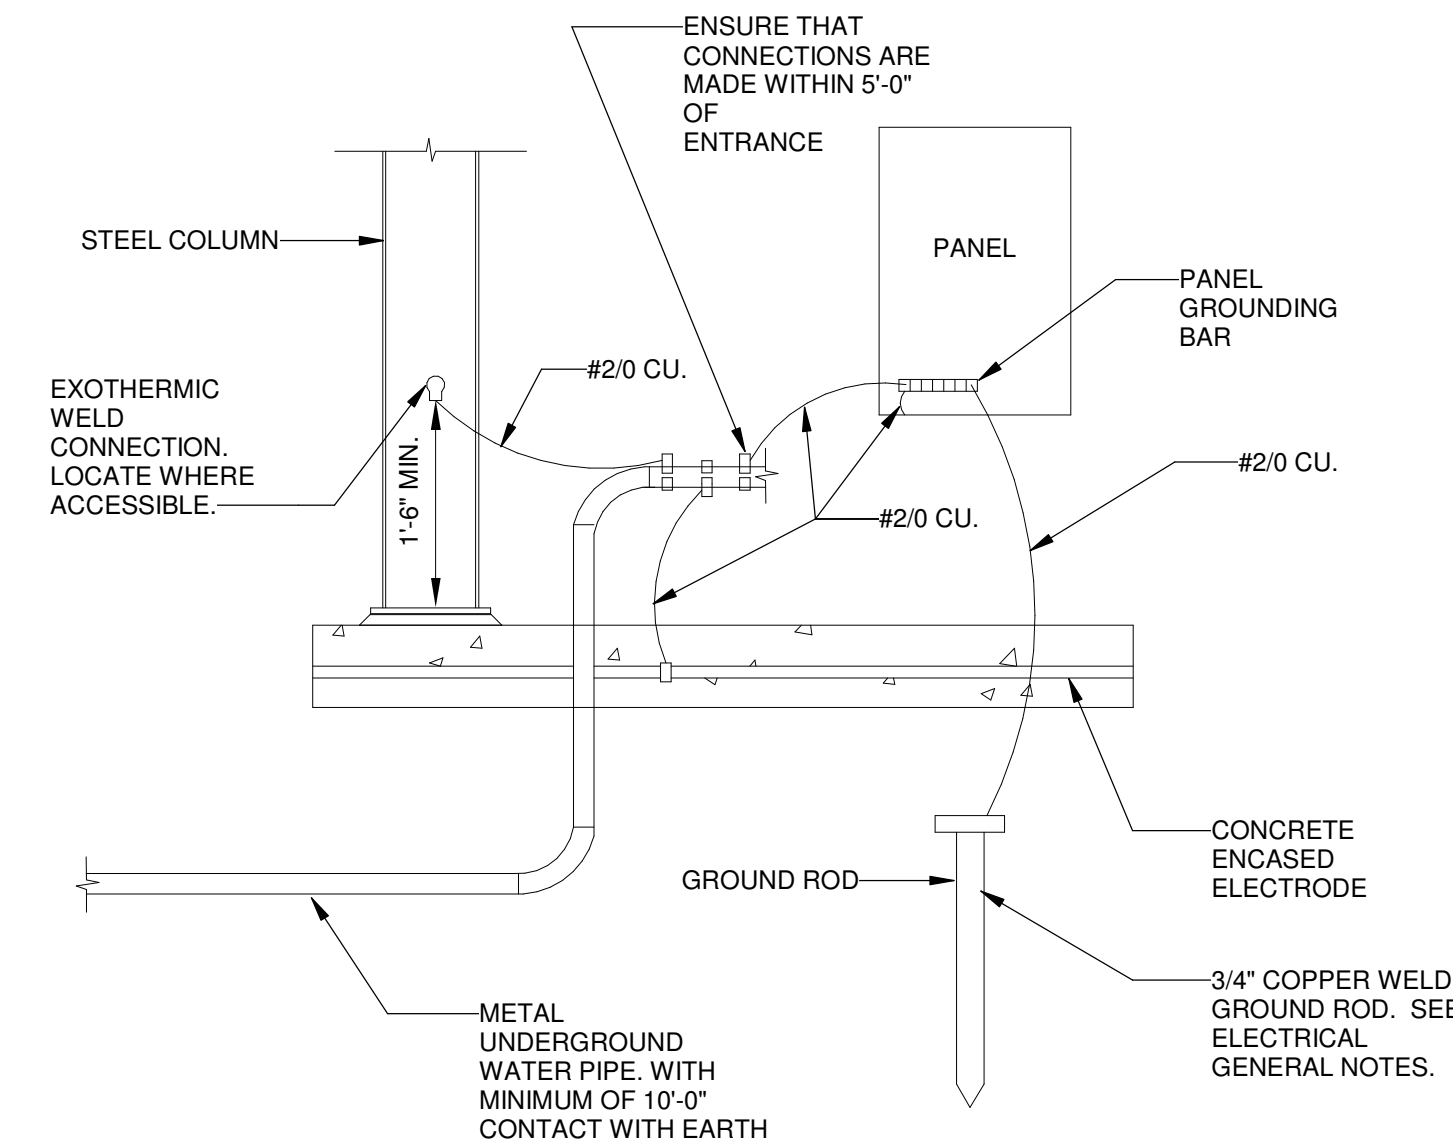 ENSURE THAT
CONNECTIONS ARE
MADE WITHIN 5'-0"
OF
ENTRANCE
STEEL COLUMN
PANEL
PANEL
GROUNDING
BAR
#2/0 CU.
EXOTHERMIC
WELD
CONNECTION.
LOCATE WHERE
ACCESSIBLE.
1'-6" MIN.
#2/0 CU.
#2/0 CU.
CONCRETE
ENCASED
ELECTRODE
GROUND ROD
3/4" COPPER WELD
GROUND ROD. SEE
ELECTRICAL
GENERAL NOTES.
METAL
UNDERGROUND
WATER PIPE. WITH
MINIMUM OF 10'-0"
CONTACT WITH EARTH